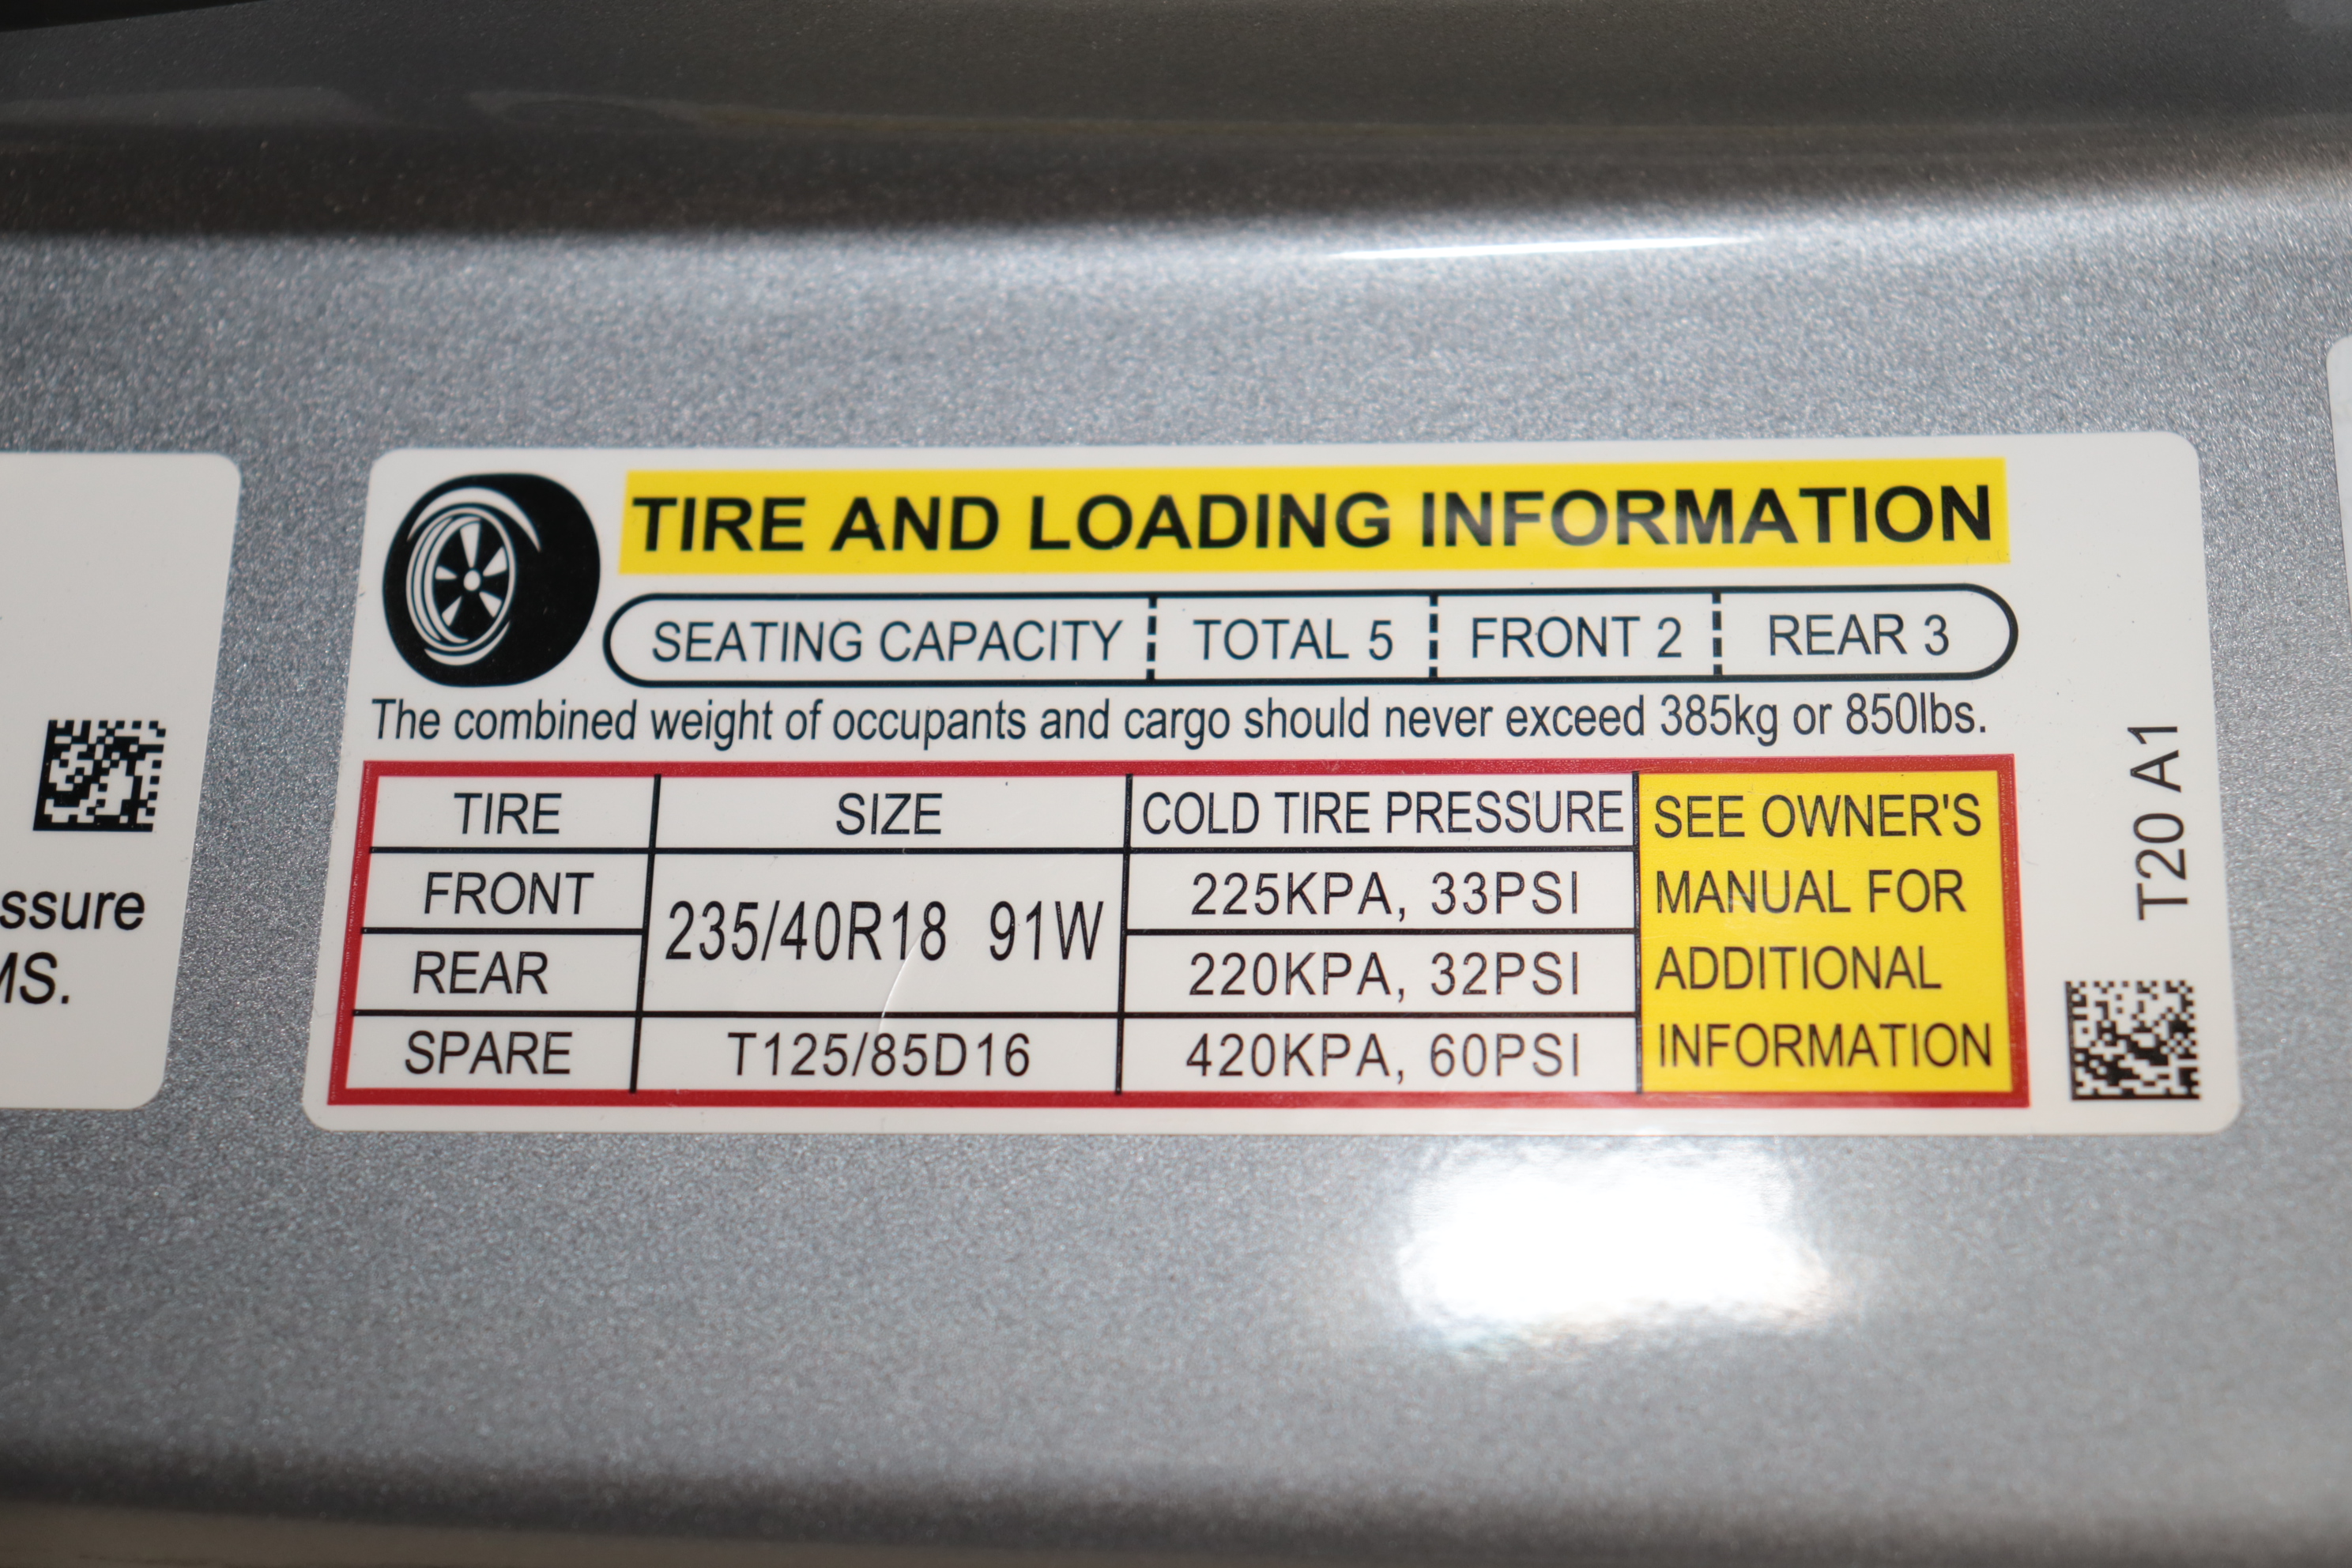 TIRE AND LOADING INFORMATION
SEATING CAPACITY TOTAL 5 FRONT 2 REAR 3
The combined weight of occupants and cargo should never exceed 385kg or 850lbs.
TIRE SIZE COLD TIRE PRESSURE
FRONT 235/40R18 91W 225KPA, 33PSI
REAR 220KPA, 32PSI
SPARE T125/85D16 420KPA, 60PSI
SEE OWNER'S
MANUAL FOR
ADDITIONAL
INFORMATION
T20 A1